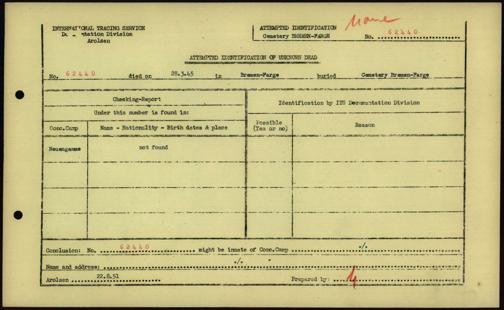 INTERNATIONAL TRACING SERVICE
Documentation Division
Arolsen
ATTEMPTED IDENTIFICATION
Cemetery BREMEN-FARGE No. 62440
None
ATTEMPTED IDENTIFICATION OF UNKNOWN DEAD
No. 62440 died on 28.3.45 in Bremen-Farge buried Cemetery Bremen-Farge
Checking-Report
Under this number is found in:
Identification by ITS Documentation Division
Conc.Camp
Name - Nationality - Birth dates & place
Possible
(Yes or no)
Reason
Neuengamme
not found
Conclusion: No. 62440 might be inmate of Conc.Camp ./.
Name and address: ./.
Arolsen 22.8.51 Prepared by: